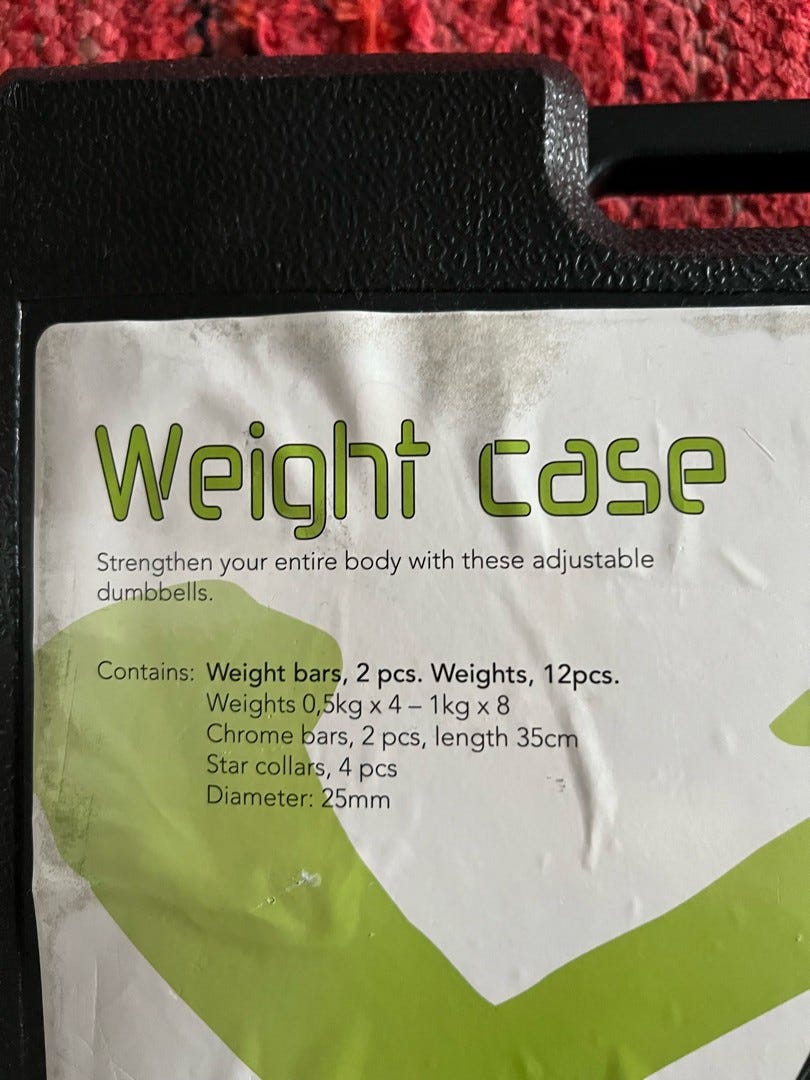 Weight case
Strengthen your entire body with these adjustable
dumbbells.
Contains: Weight bars, 2 pcs. Weights, 12pcs.
Weights 0,5kg x 4 – 1kg x 8
Chrome bars, 2 pcs, length 35cm
Star collars, 4 pcs
Diameter: 25mm